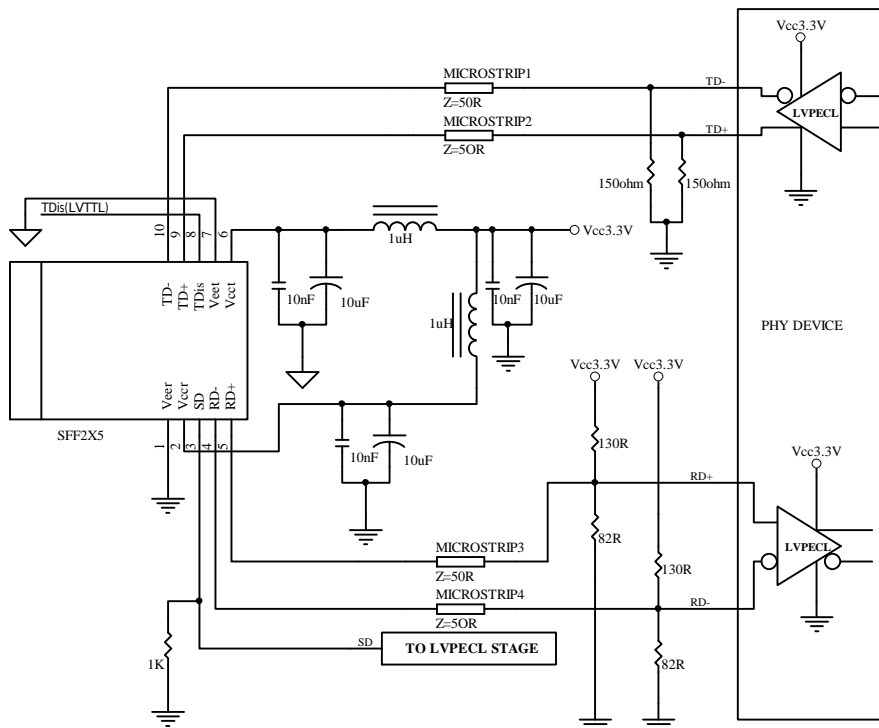 Vcc3.3V
MICROSTRIP1
TD-
Z=50R
LVPECL
MICROSTRIP2
TD+
Z=5OR
150ohm
150ohm
TDis(LVTTL)
10
9
8
7
6
1uH
Vcc3.3V
TD-
TD+
TDis
Veet
Vcct
10nF
10uF
10nF
10uF
1uH
PHY DEVICE
Vcc3.3V
Vcc3.3V
Veer
Vccr
SD
RD-
RD+
SFF2X5
1
2
3
4
5
10nF
10uF
130R
Vcc3.3V
RD+
82R
LVPECL
MICROSTRIP3
Z=50R
130R
MICROSTRIP4
RD-
Z=5OR
SD
TO LVPECL STAGE
1K
82R